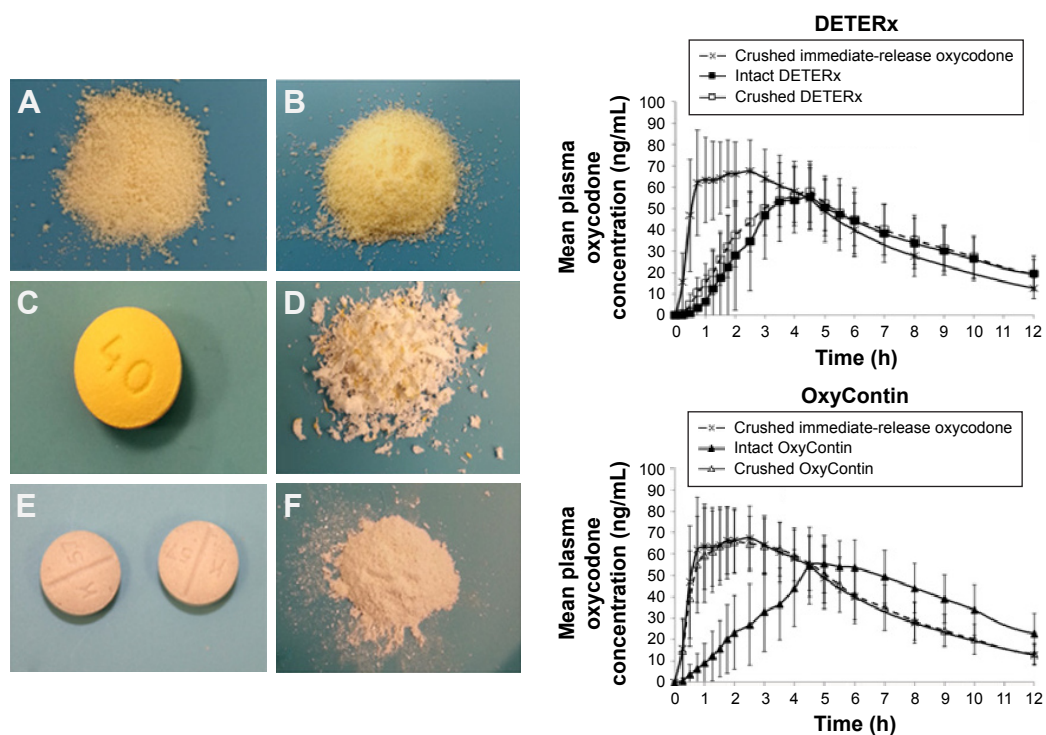 A
B
C
40
D
E
K
57
K
57
F
DETERx
Crushed immediate-release oxycodone
Intact DETERx
Crushed DETERx
Mean plasma
oxycodone
concentration (ng/mL)
100
90
80
70
60
50
40
30
20
10
0
0 1 2 3 4 5 6 7 8 9 10 11 12
Time (h)
OxyContin
Crushed immediate-release oxycodone
Intact OxyContin
Crushed OxyContin
Mean plasma
oxycodone
concentration (ng/mL)
100
90
80
70
60
50
40
30
20
10
0
0 1 2 3 4 5 6 7 8 9 10 11 12
Time (h)